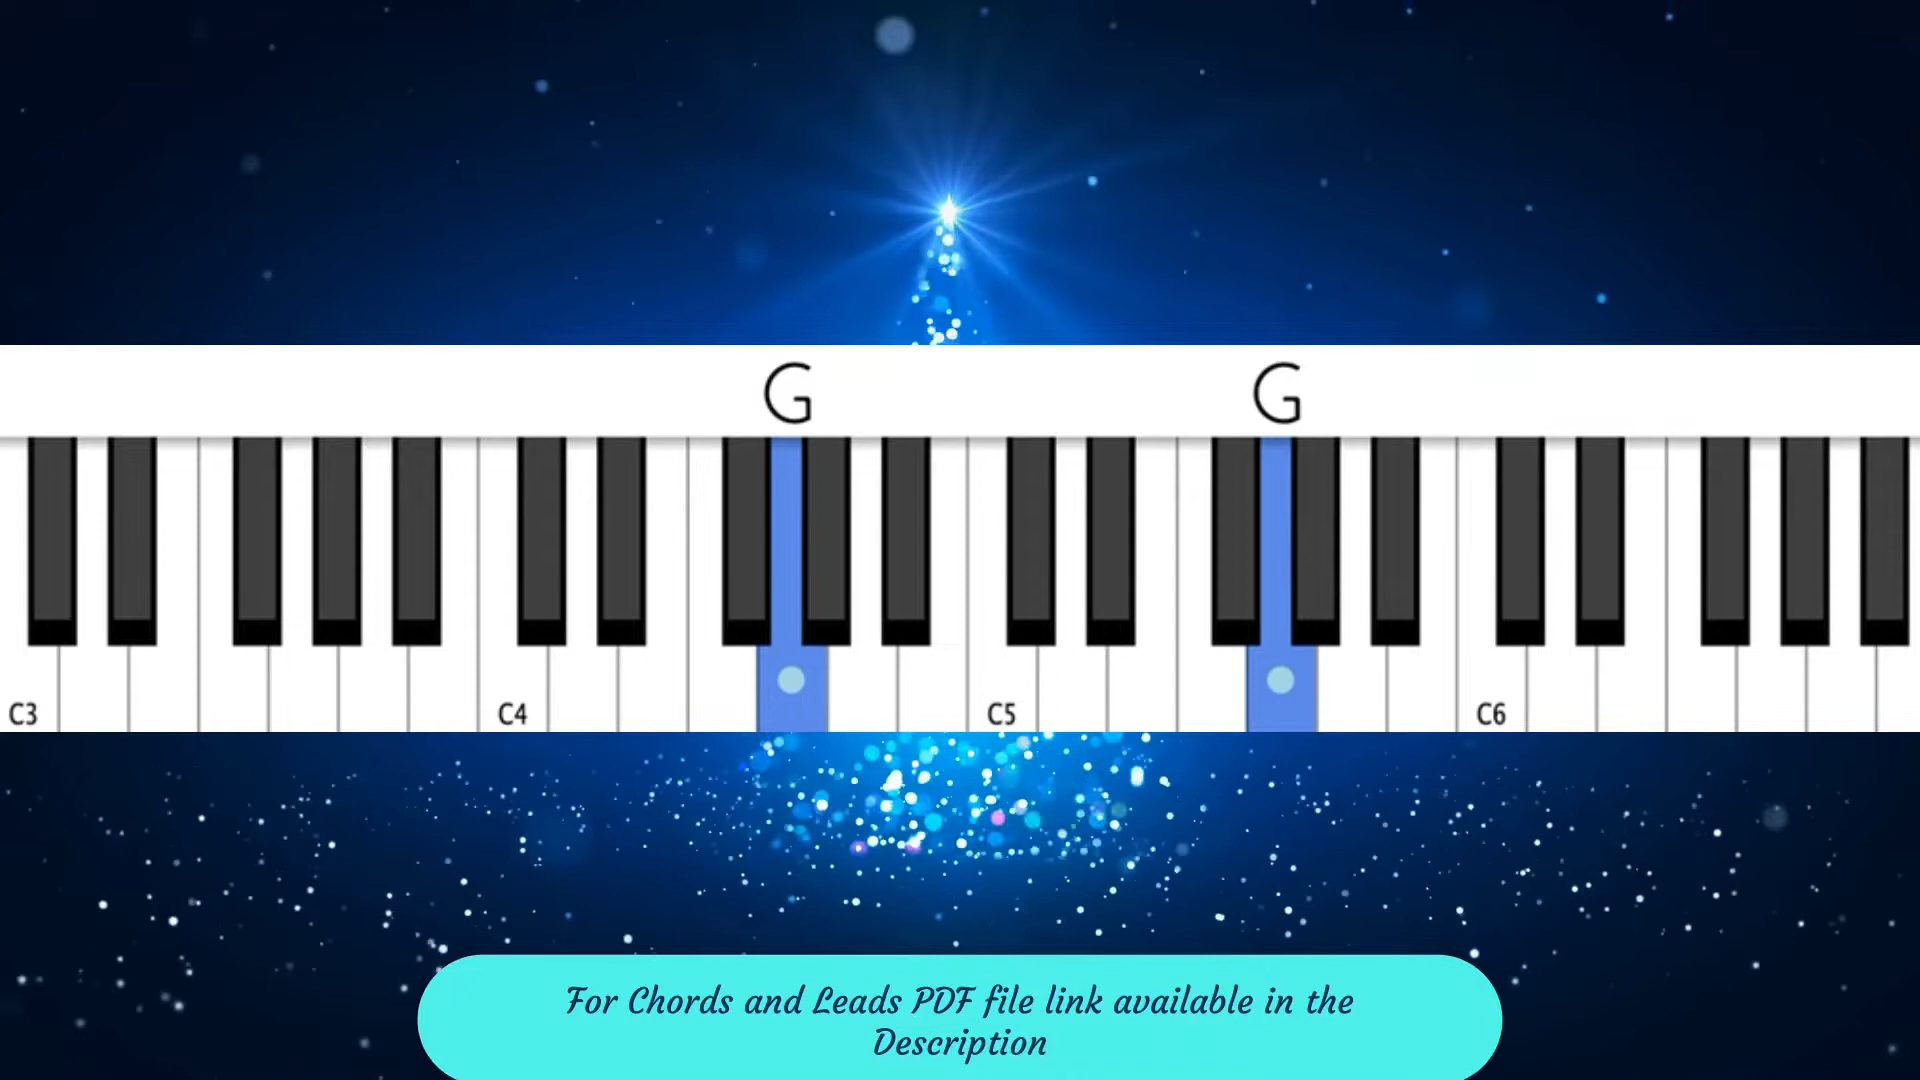 G G
C3 C4 C5 C6
For Chords and Leads PDF file link available in the
Description